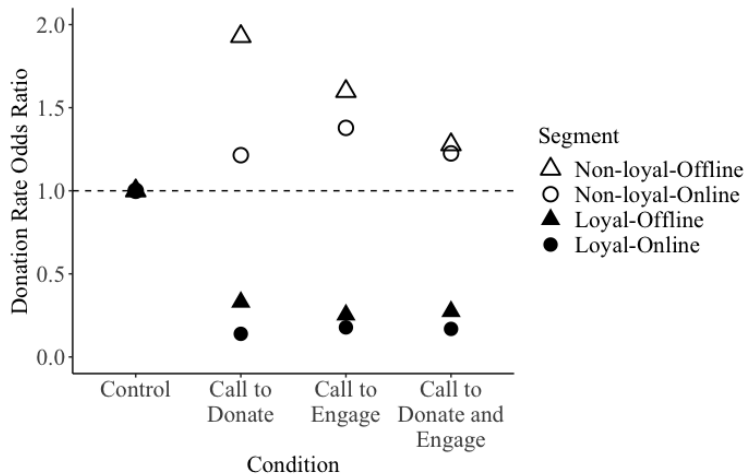 Donation Rate Odds Ratio
2.0
1.5
1.0
0.5
0.0
Control
Call to
Donate
Call to
Engage
Call to
Donate and
Engage
Condition
Segment
Non-loyal-Offline
Non-loyal-Online
Loyal-Offline
Loyal-Online